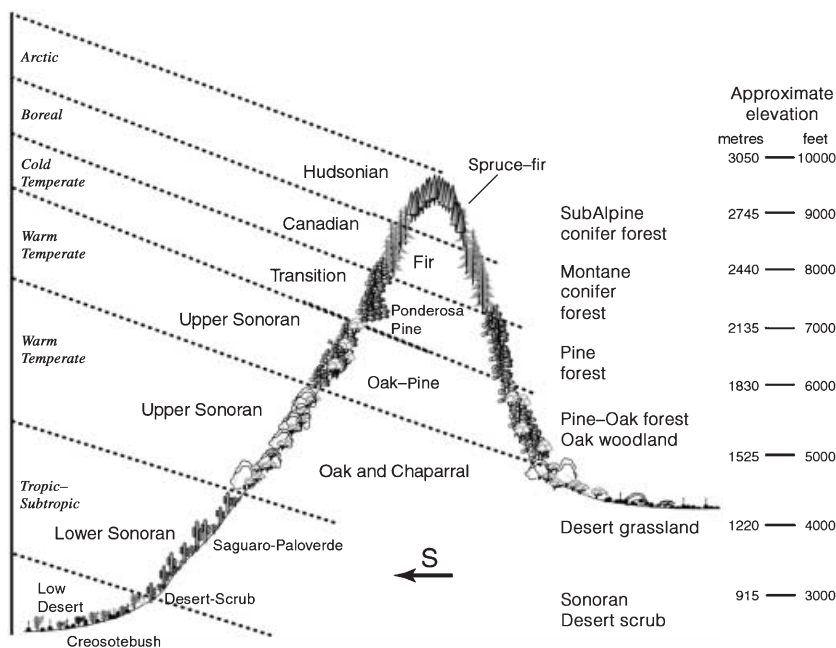 Arctic
Boreal
Cold
Temperate
Warm
Temperate
Warm
Temperate
Tropic–
Subtropic
Hudsonian
Canadian
Transition
Upper Sonoran
Upper Sonoran
Lower Sonoran
Low
Desert
Creosotebush
Desert-Scrub
Saguaro-Paloverde
Oak and Chaparral
Oak–Pine
Ponderosa
Pine
Fir
Spruce–fir
S
SubAlpine
conifer forest
Montane
conifer
forest
Pine
forest
Pine–Oak forest
Oak woodland
Desert grassland
Sonoran
Desert scrub
Approximate
elevation
metres feet
3050 10000
2745 9000
2440 8000
2135 7000
1830 6000
1525 5000
1220 4000
915 3000